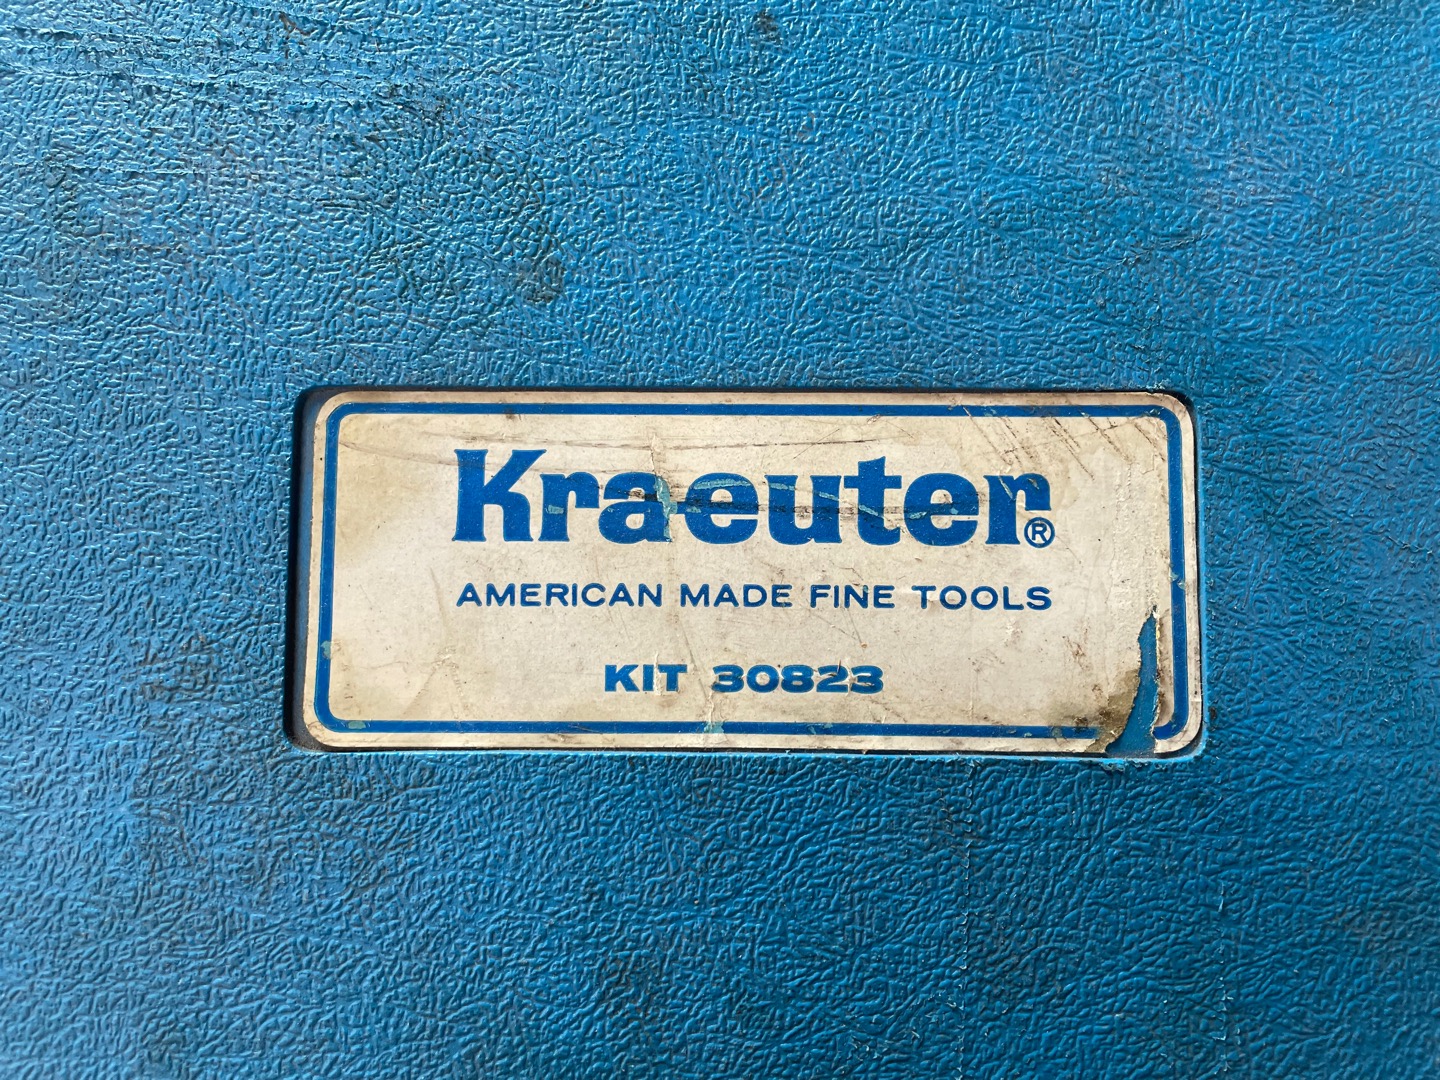 Kraeuter®
AMERICAN MADE FINE TOOLS
KIT 30823